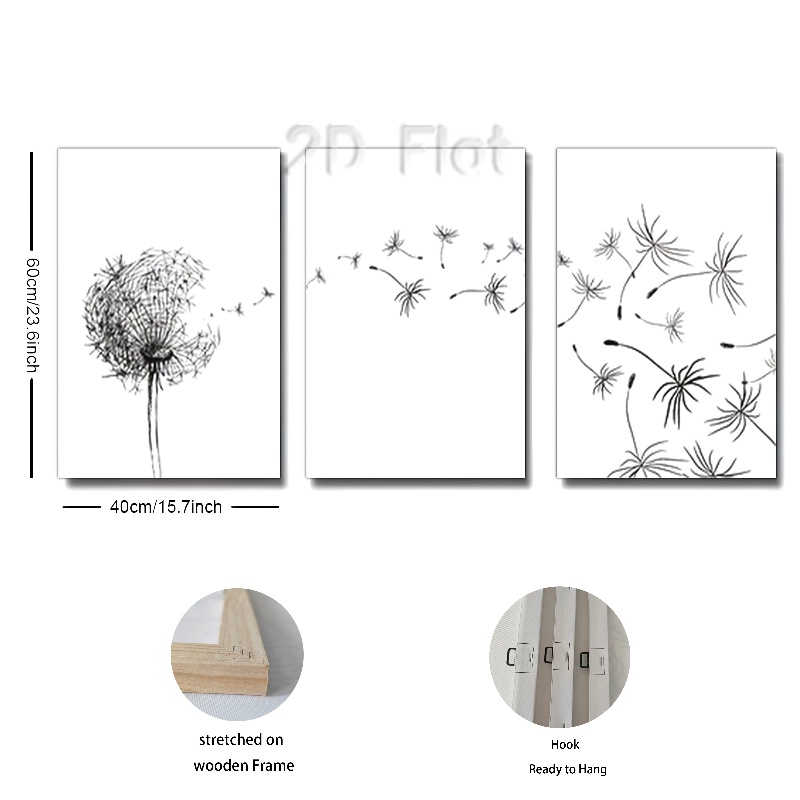 2D Flat
60cm/23.6inch
40cm/15.7inch
stretched on
wooden Frame
Hook
Ready to Hang